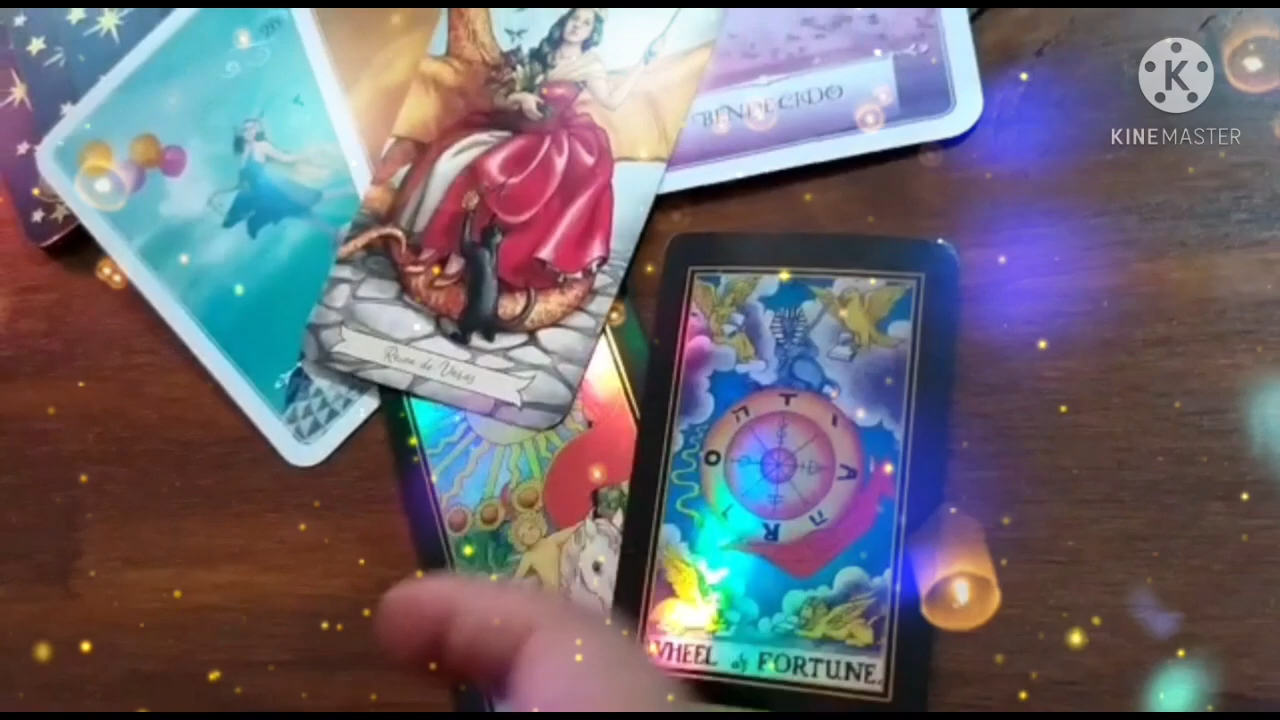 BENDECIDO
KINEMASTER
Reina de Varas
WHEEL of FORTUNE.